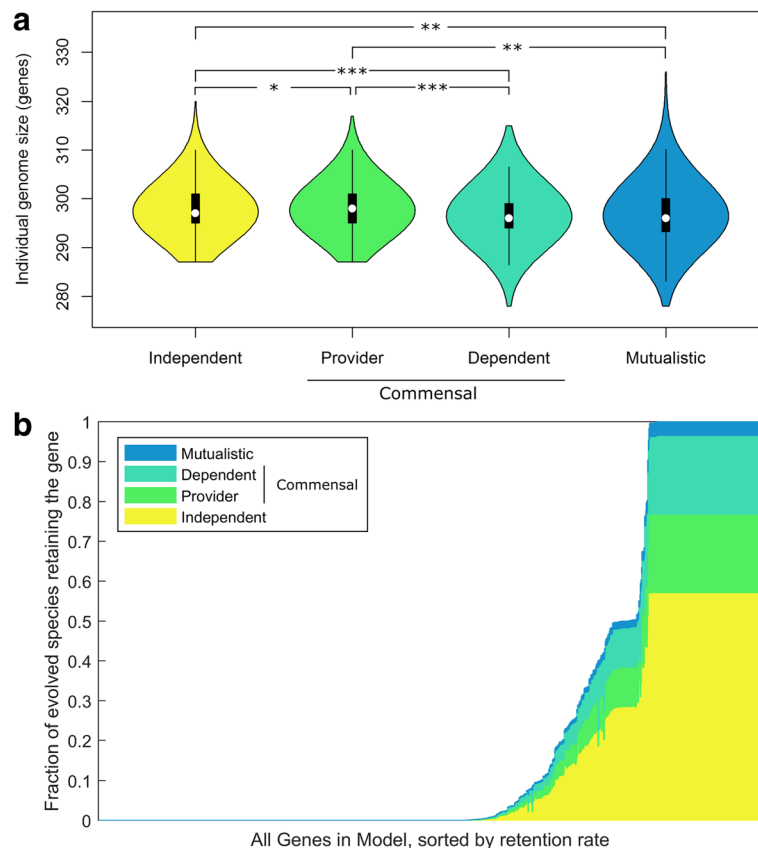 a
Individual genome size (genes)
330
320
310
300
290
280
**
**
***
* ***
Independent Provider Dependent Mutualistic
Commensal
b
Fraction of evolved species retaining the gene
1
0.9
0.8
0.7
0.6
0.5
0.4
0.3
0.2
0.1
0
Mutualistic
Dependent
Provider
Commensal
Independent
All Genes in Model, sorted by retention rate